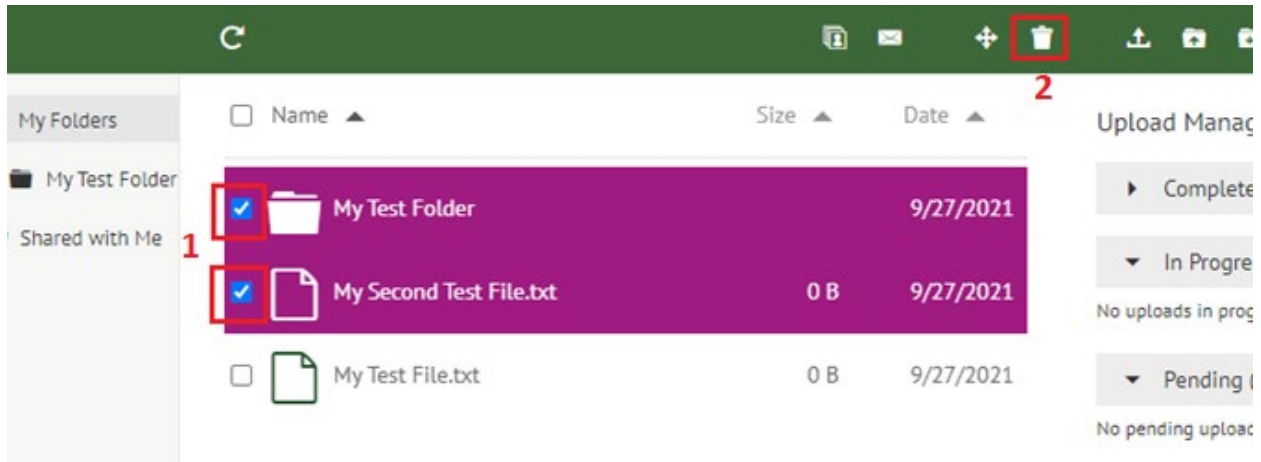 2
My Folders
My Test Folder
Shared with Me
1
Name Size Date
My Test Folder 9/27/2021
My Second Test File.txt 0 B 9/27/2021
My Test File.txt 0 B 9/27/2021
Upload Manag
Complete
In Progre
No uploads in prog
Pending (
No pending uploac